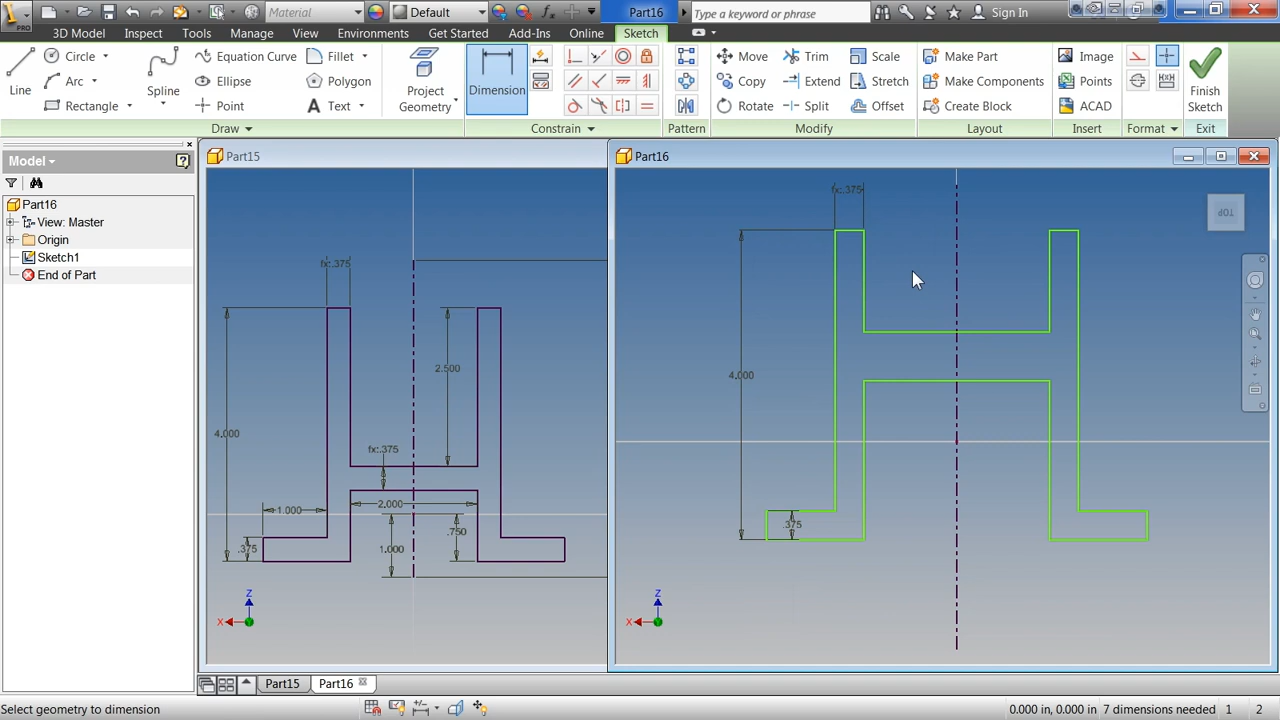 PRO
Material
Default
Part16
Type a keyword or phrase
Sign In
3D Model Inspect Tools Manage View Environments Get Started Add-Ins Online Sketch
Line
Circle
Arc
Rectangle
Spline
Equation Curve
Ellipse
Point
Fillet
Polygon
Text
Project
Geometry
Dimension
Move
Copy
Rotate
Trim
Extend
Split
Scale
Stretch
Offset
Make Part
Make Components
Create Block
Image
Points
ACAD
Finish
Sketch
Draw Constrain Pattern Modify Layout Insert Format Exit
Model
Part16
View: Master
Origin
Sketch1
End of Part
Part15
fx:.375
2.500
4.000
fx:.375
1.000
2.000
.375
1.000
.750
Z
X
Part16
fx:.375
TOP
4.000
.375
Z
X
Part15
Part16
Select geometry to dimension
0.000 in, 0.000 in 7 dimensions needed 1 2